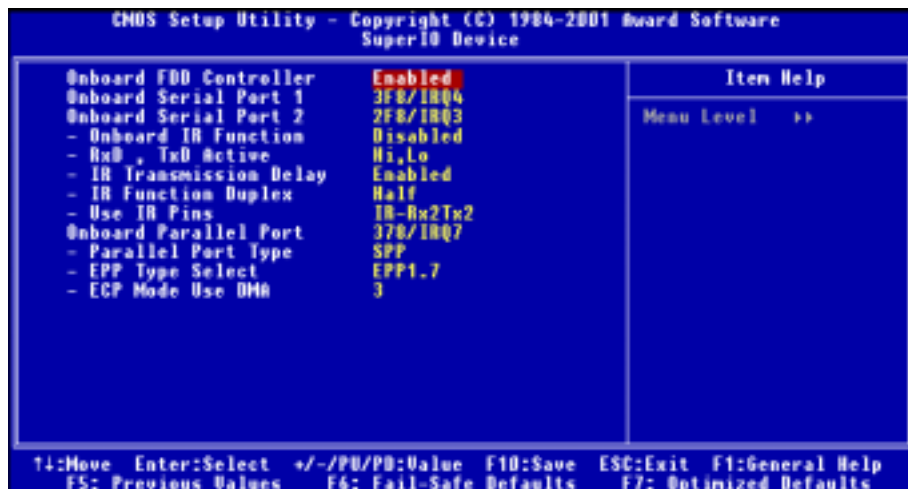 CMOS Setup Utility - Copyright (C) 1984-2001 Award Software
SuperIO Device
Onboard FDD Controller Enabled
Onboard Serial Port 1 3F8/IRQ4
Onboard Serial Port 2 2F8/IRQ3
- Onboard IR Function Disabled
- RxD , TxD Active Hi,Lo
- IR Transmission Delay Enabled
- IR Function Duplex Half
- Use IR Pins IR-Rx2Tx2
Onboard Parallel Port 378/IRQ7
- Parallel Port Type SPP
- EPP Type Select EPP1.7
- ECP Mode Use DMA 3
Item Help
Menu Level ▸▸
↑↓:Move Enter:Select +/-/PU/PD:Value F10:Save ESC:Exit F1:General Help
F5: Previous Values F6: Fail-Safe Defaults F7: Optimized Defaults